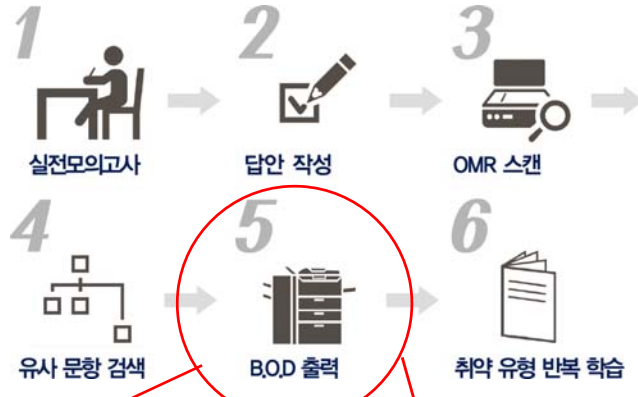 1
2
3
실전모의고사
답안 작성
OMR 스캔
4
5
6
유사 문항 검색
B.O.D 출력
취약 유형 반복 학습